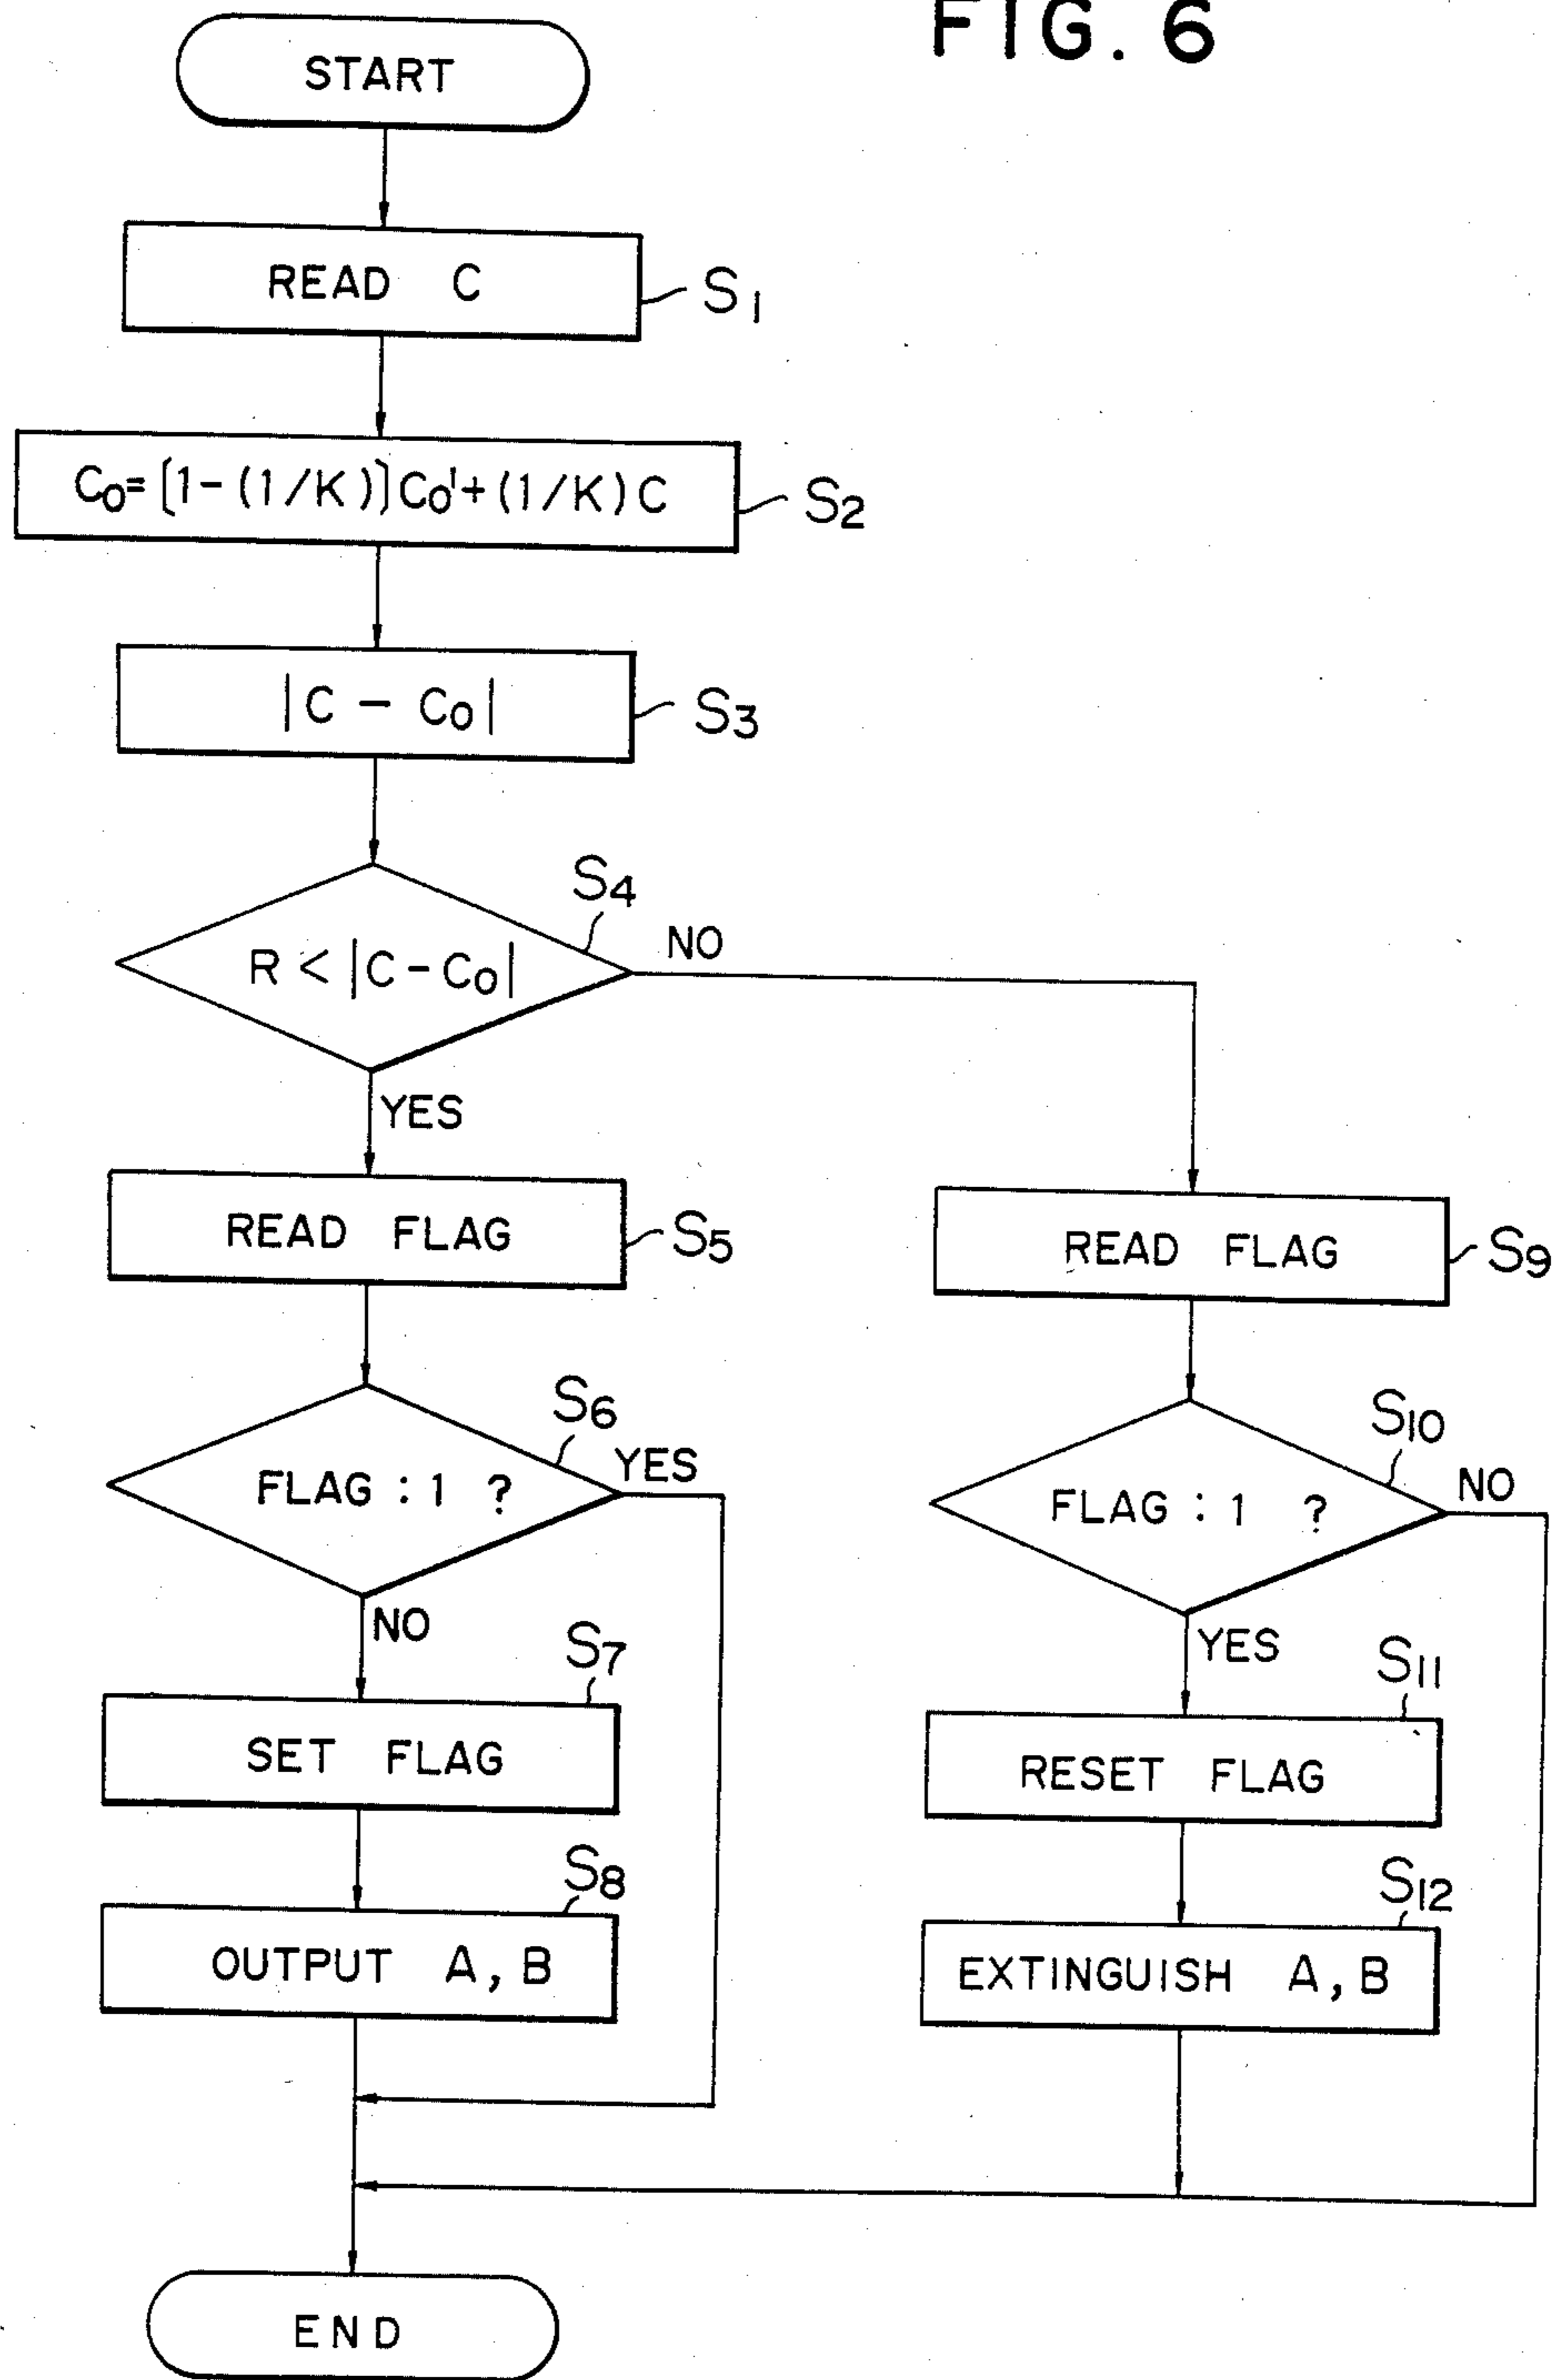 FIG. 6
START
READ C
S1
C0=[1-(1/K)]C0'+(1/K)C
S2
|C - C0|
S3
S4
R < |C-C0|
NO
YES
READ FLAG
S5
READ FLAG
S9
S6
FLAG : 1 ?
YES
NO
S10
FLAG : 1 ?
NO
YES
S7
SET FLAG
S11
RESET FLAG
S8
OUTPUT A, B
S12
EXTINGUISH A, B
END